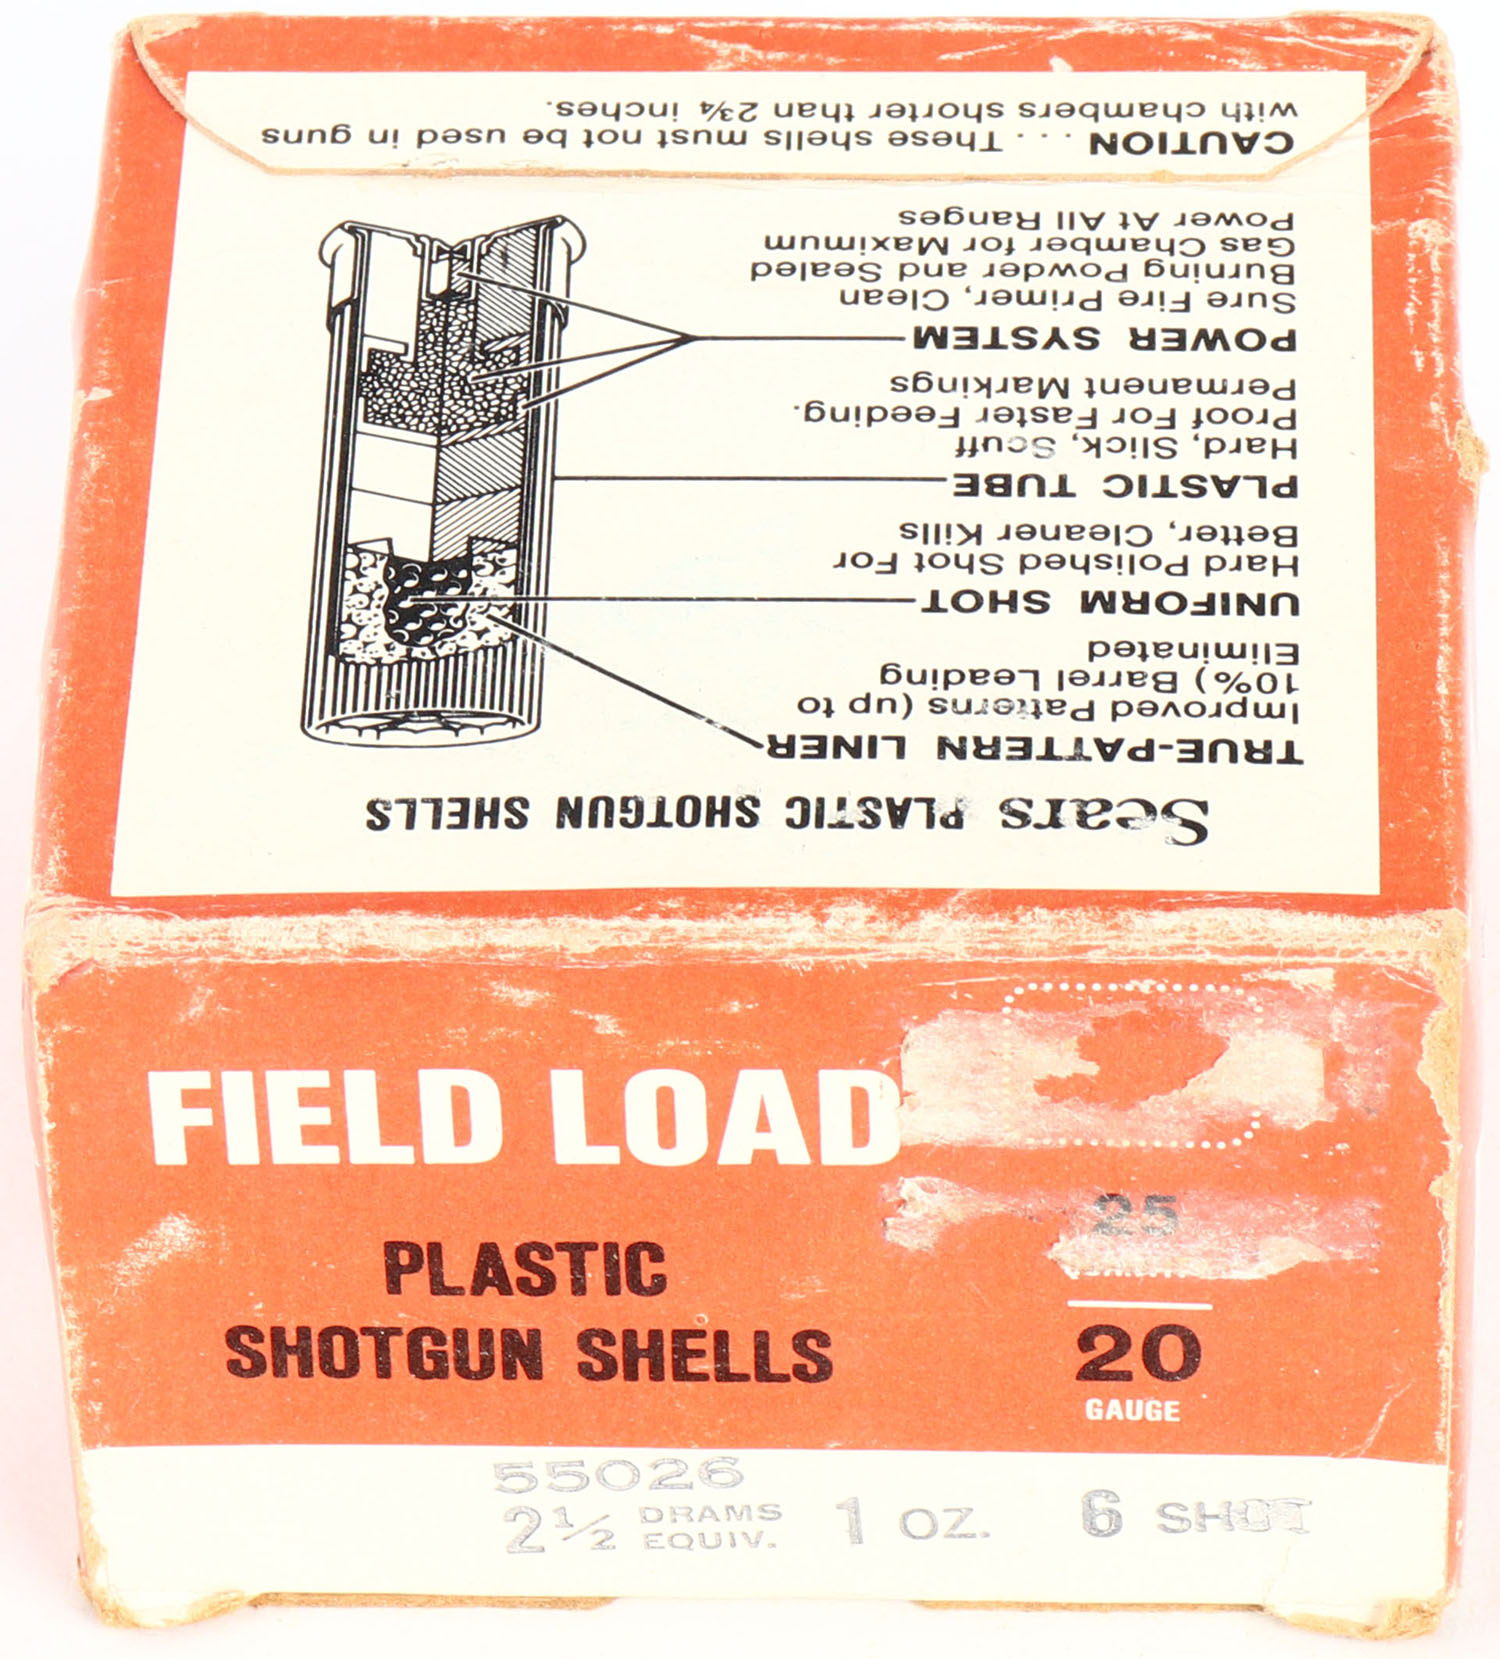 Sears PLASTIC SHOTGUN SHELLS
TRUE-PATTERN LINER
Improved Patterns (up to
10%) Barrel Leading
Eliminated
UNIFORM SHOT
Hard Polished Shot For
Better, Cleaner Kills
PLASTIC TUBE
Hard, Slick, Scuff
Proof For Faster Feeding.
Permanent Markings
POWER SYSTEM
Sure Fire Primer, Clean
Burning Powder and Sealed
Gas Chamber for Maximum
Power At All Ranges
CAUTION . . . These shells must not be used in guns
with chambers shorter than 2¾ inches.
FIELD LOAD
PLASTIC
SHOTGUN SHELLS
25
20
GAUGE
55026
2½ DRAMS EQUIV. 1 OZ. 6 SHOT